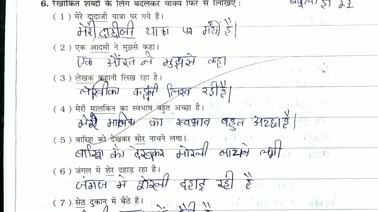 6. रेखांकित शब्दों के लिंग बदलकर वाक्य फिर से लिखिए
( 1 ) मेरे दादाजी यात्रा पर गये हैं।
मेरी दादीजी यात्रा पर गयी हैं।
( 2 ) एक आदमी ने मुझसे कहा।
एक औरत ने मुझसे कहा
( 3 ) लेखक कहानी लिख रहा है।
लेखिका कहानी लिख रही है।
( 4 ) मेरी मालकिन का स्वभाव बहुत अच्छा है।
मेरे मालिक का स्वभाव बहुत अच्छा है।
( 5 ) बारिश को देखकर मोर नाचने लगा।
बारिश को देखकर मोरनी नाचने लगी
( 6 ) जंगल में शेर दहाड़ रहा है।
जंगल में शेरनी दहाड़ रही है
( 7 ) सेठ दुकान में बैठे हैं।